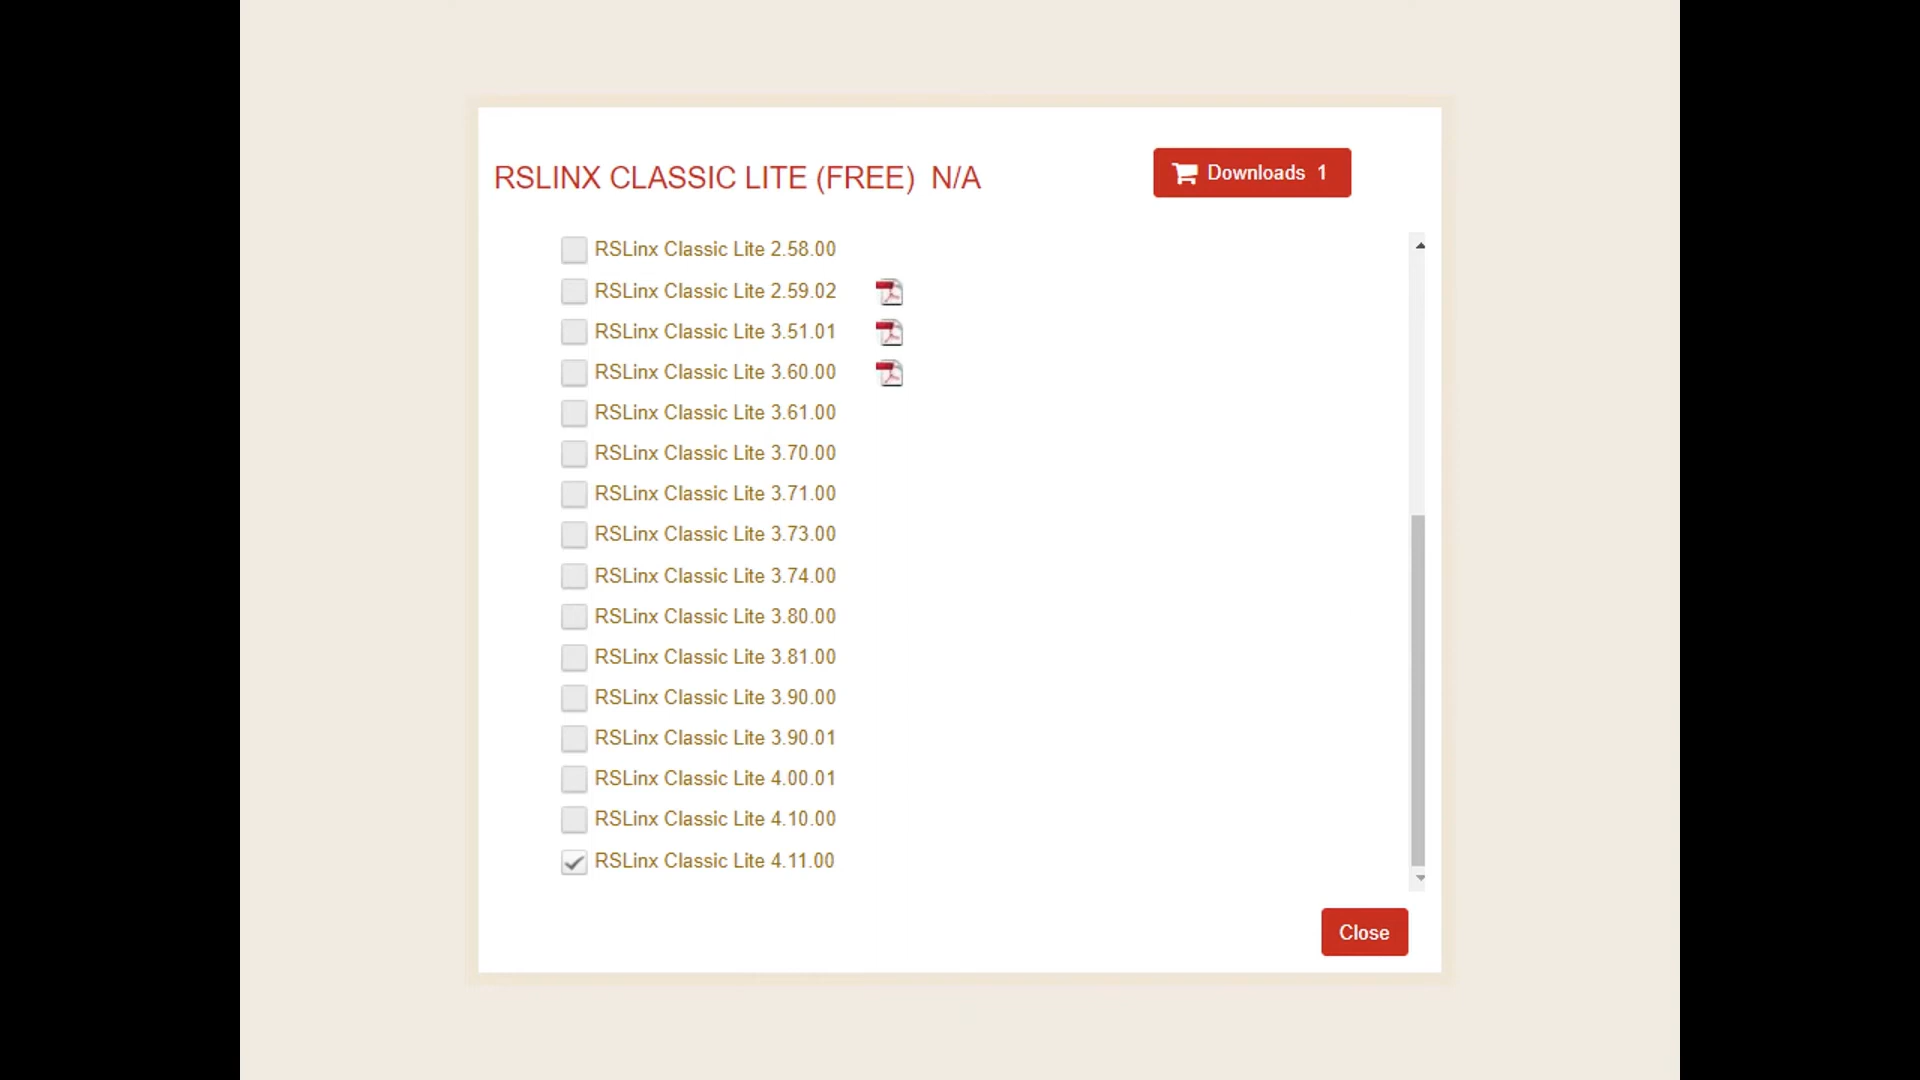 RSLINX CLASSIC LITE (FREE) N/A
Downloads 1
RSLinx Classic Lite 2.58.00
RSLinx Classic Lite 2.59.02
RSLinx Classic Lite 3.51.01
RSLinx Classic Lite 3.60.00
RSLinx Classic Lite 3.61.00
RSLinx Classic Lite 3.70.00
RSLinx Classic Lite 3.71.00
RSLinx Classic Lite 3.73.00
RSLinx Classic Lite 3.74.00
RSLinx Classic Lite 3.80.00
RSLinx Classic Lite 3.81.00
RSLinx Classic Lite 3.90.00
RSLinx Classic Lite 3.90.01
RSLinx Classic Lite 4.00.01
RSLinx Classic Lite 4.10.00
RSLinx Classic Lite 4.11.00
Close